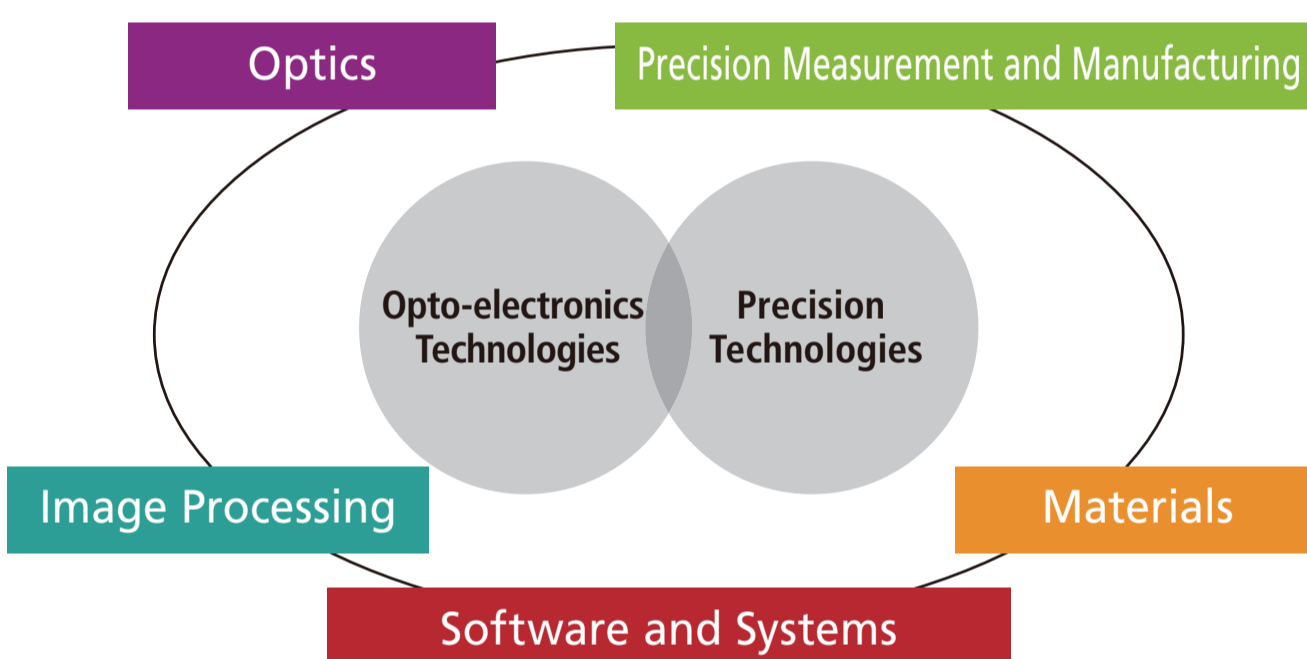 Optics
Precision Measurement and Manufacturing
Opto-electronics
Technologies
Precision
Technologies
Image Processing
Materials
Software and Systems